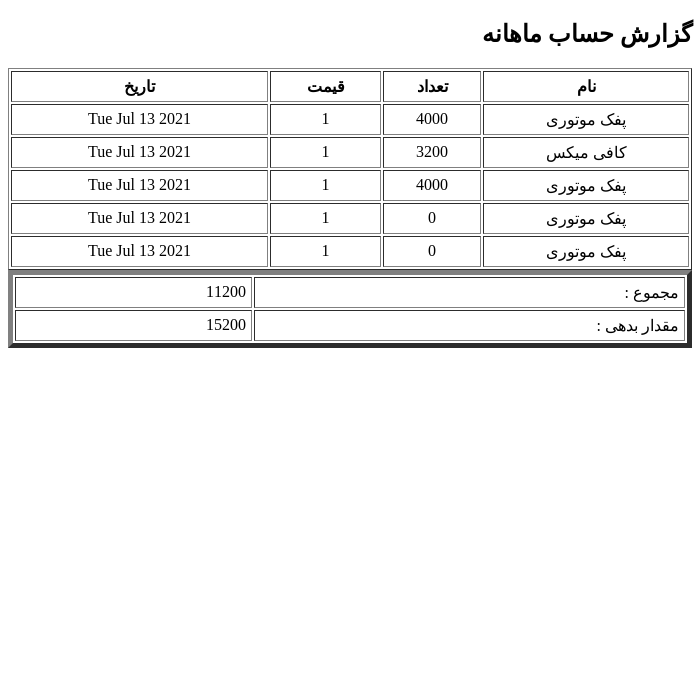 گزارش حساب ماهانه
نام تعداد قیمت تاریخ
پفک موتوری 4000 1 Tue Jul 13 2021
کافی میکس 3200 1 Tue Jul 13 2021
پفک موتوری 4000 1 Tue Jul 13 2021
پفک موتوری 0 1 Tue Jul 13 2021
پفک موتوری 0 1 Tue Jul 13 2021
مجموع : 11200
مقدار بدهی : 15200